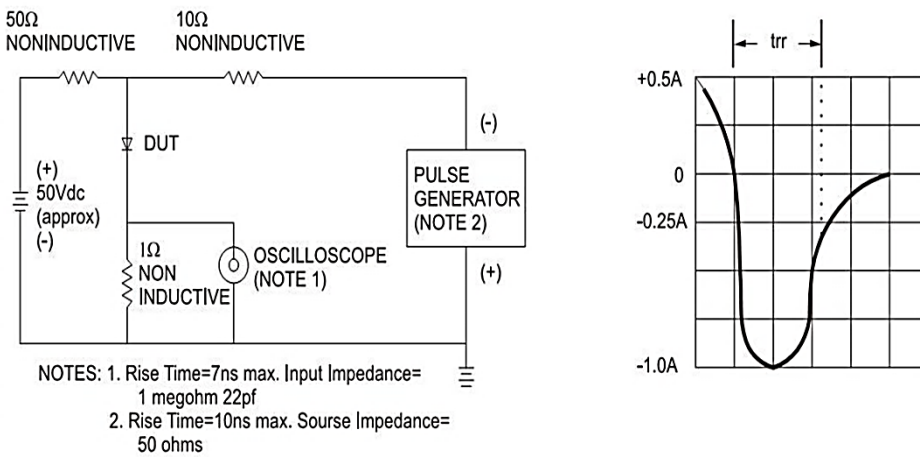 50Ω
NONINDUCTIVE
10Ω
NONINDUCTIVE
DUT
(+)
50Vdc
(approx)
(-)
1Ω
NON
INDUCTIVE
OSCILLOSCOPE
(NOTE 1)
(-)
PULSE
GENERATOR
(NOTE 2)
(+)
NOTES: 1. Rise Time=7ns max. Input Impedance=
1 megohm 22pf
2. Rise Time=10ns max. Sourse Impedance=
50 ohms
trr
+0.5A
0
-0.25A
-1.0A